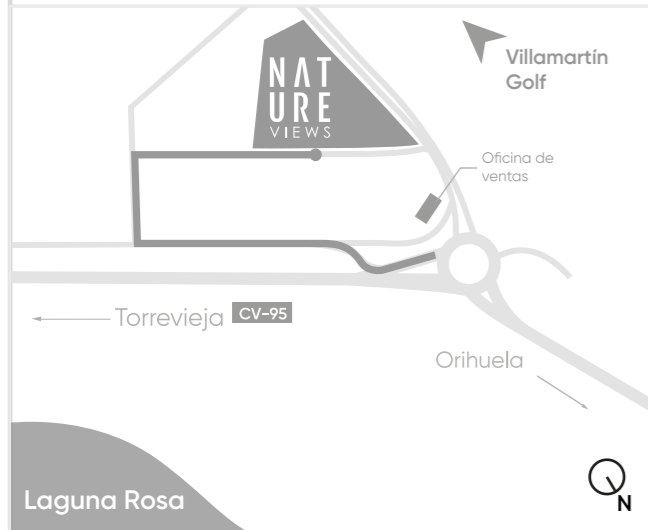 NAT
URE
VIEWS
Villamartín
Golf
Oficina de
ventas
Torrevieja CV-95
Orihuela
Laguna Rosa
N